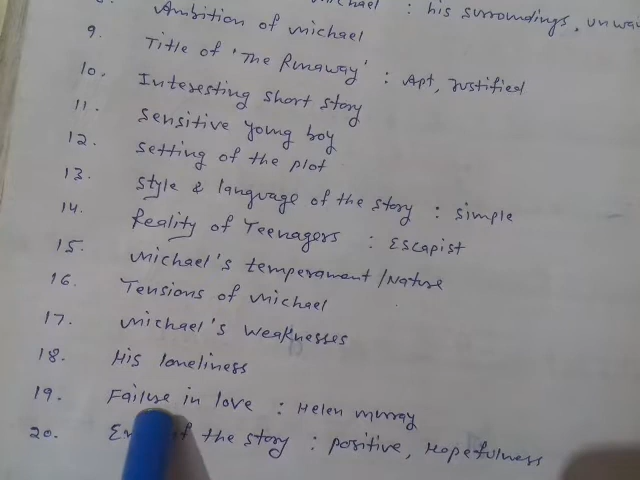 Michael : his surroundings,
Ambition of Michael
9. Title of 'The Runaway' : Apt, Justified
10. Interesting short story
11. Sensitive young boy
12. Setting of the plot
13. Style & language of the story : simple
14. Reality of Teenagers : Escapist
15. Michael's temperament/Nature
16. Tensions of Michael
17. Michael's weaknesses
18. His loneliness
19. Failure in love : Helen Murray
20. the story : positive, Hopefulness